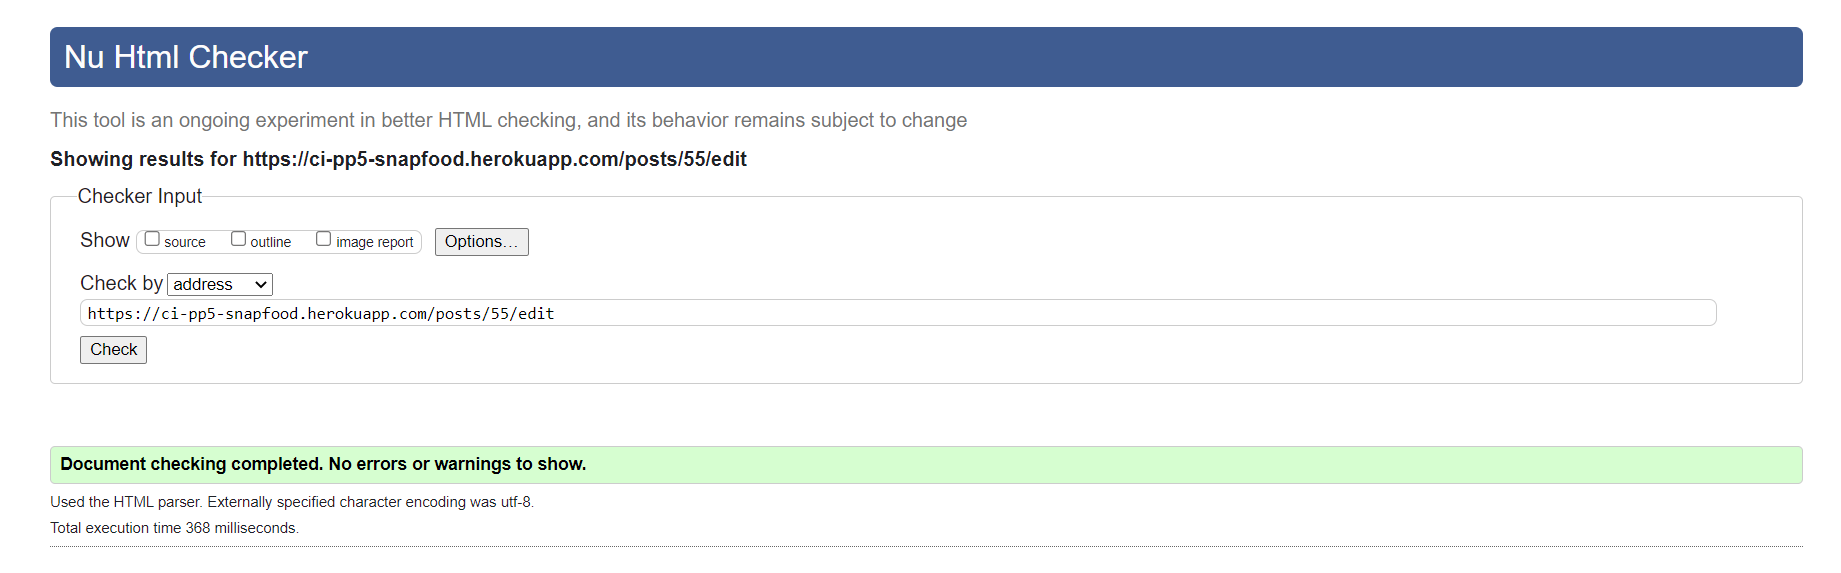 Nu Html Checker
This tool is an ongoing experiment in better HTML checking, and its behavior remains subject to change
Showing results for https://ci-pp5-snapfood.herokuapp.com/posts/55/edit
Checker Input
Show source outline image report Options...
Check by address
https://ci-pp5-snapfood.herokuapp.com/posts/55/edit
Check
Document checking completed. No errors or warnings to show.
Used the HTML parser. Externally specified character encoding was utf-8.
Total execution time 368 milliseconds.